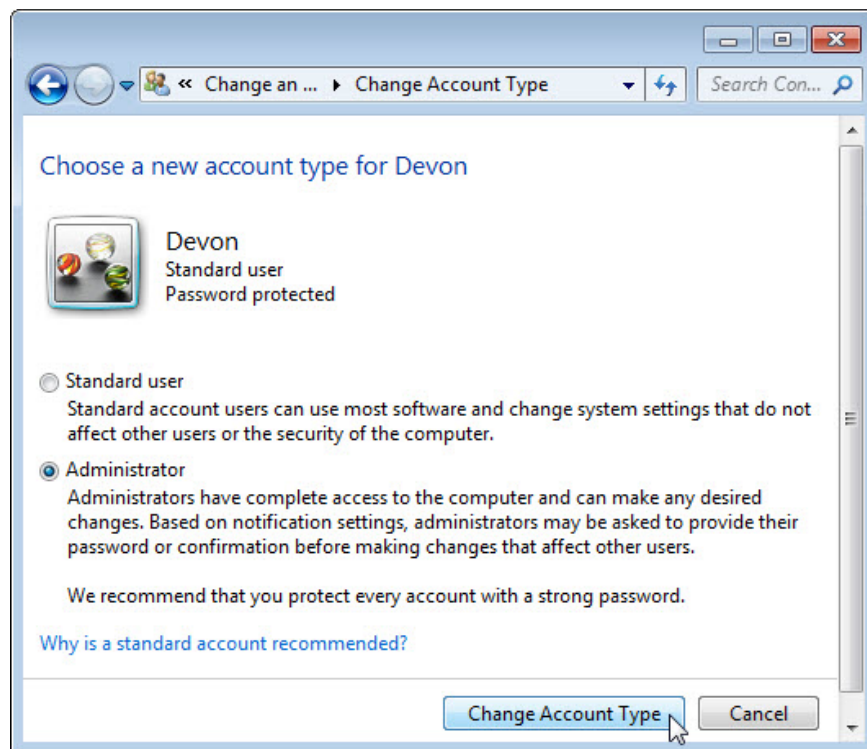 « Change an ... ▸ Change Account Type
Search Con...
Choose a new account type for Devon
Devon
Standard user
Password protected
Standard user
Standard account users can use most software and change system settings that do not
affect other users or the security of the computer.
Administrator
Administrators have complete access to the computer and can make any desired
changes. Based on notification settings, administrators may be asked to provide their
password or confirmation before making changes that affect other users.
We recommend that you protect every account with a strong password.
Why is a standard account recommended?
Change Account Type
Cancel